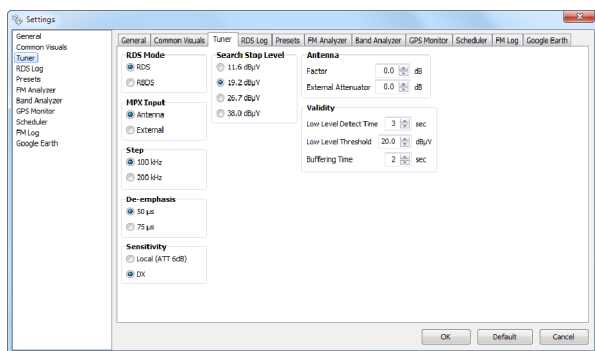 Settings
General
Common Visuals
Tuner
RDS Log
Presets
FM Analyzer
Band Analyzer
GPS Monitor
Scheduler
FM Log
Google Earth
General Common Visuals Tuner RDS Log Presets FM Analyzer Band Analyzer GPS Monitor Scheduler FM Log Google Earth
RDS Mode
RDS
RBDS
MPX Input
Antenna
External
Step
100 kHz
200 kHz
De-emphasis
50 µs
75 µs
Sensitivity
Local (ATT 6dB)
DX
Search Stop Level
11.6 dBµV
19.2 dBµV
26.7 dBµV
38.0 dBµV
Antenna
Factor 0.0 dB
External Attenuator 0.0 dB
Validity
Low Level Detect Time 3 sec
Low Level Threshold 20.0 dBµV
Buffering Time 2 sec
OK Default Cancel